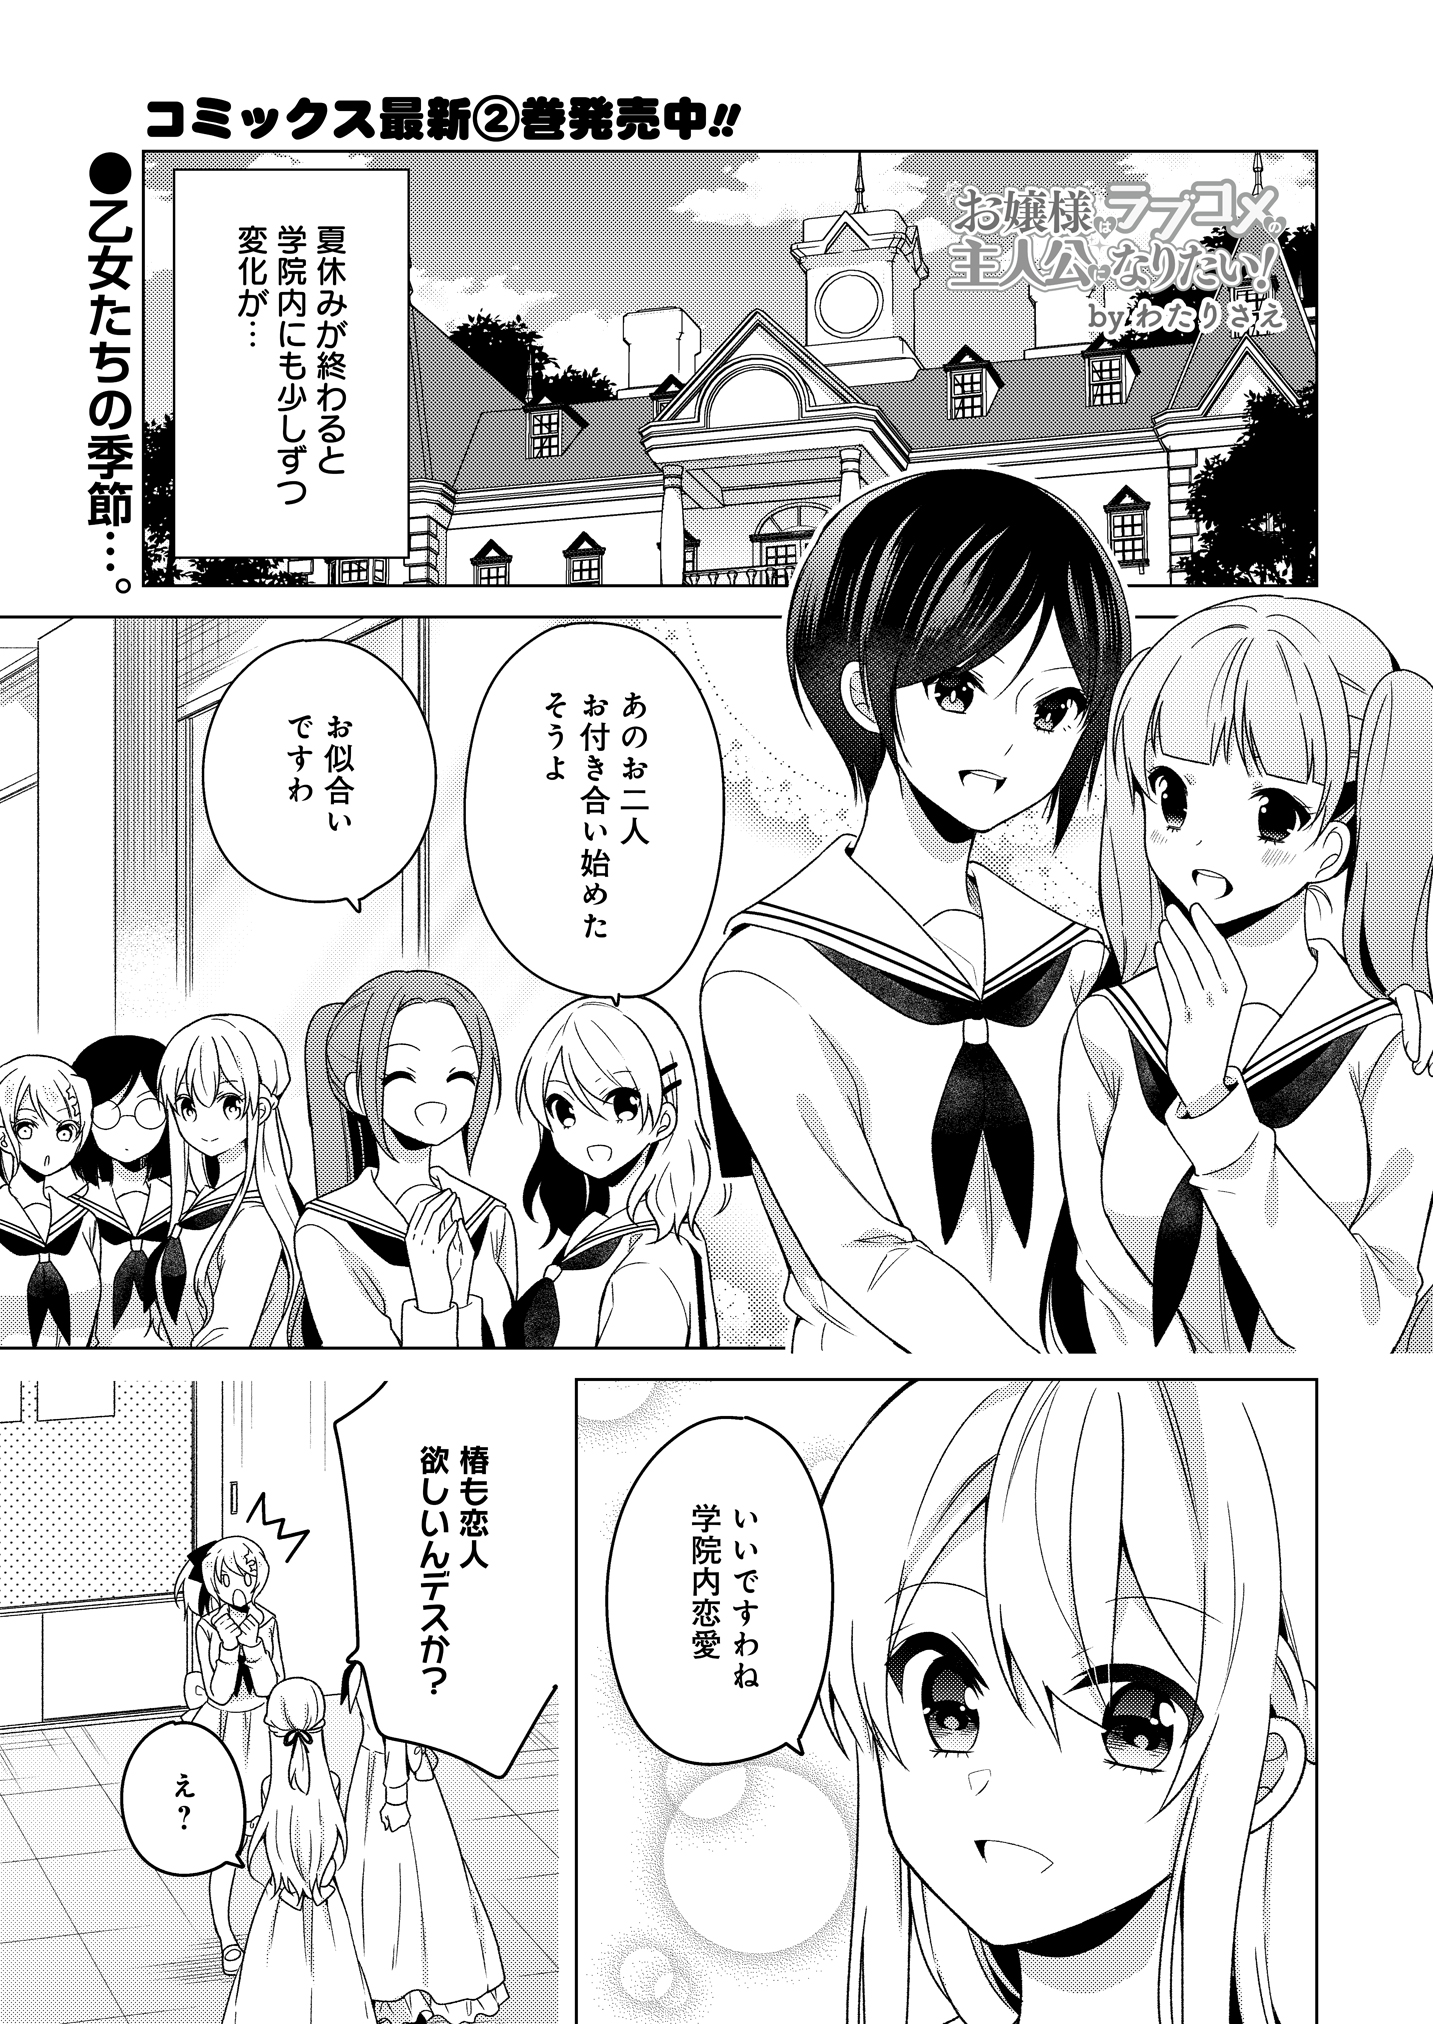 コミックス最新②巻発売中!!
●乙女たちの季節…。
お嬢様はラブコメの
主人公になりたい!
by わたりさえ
夏休みが終わると
学院内にも少しずつ
変化が…
あのお二人
お付き合い始めた
そうよ
お似合い
ですわ
いいですわね
学院内恋愛
椿も恋人
欲しいんデスか?
え?